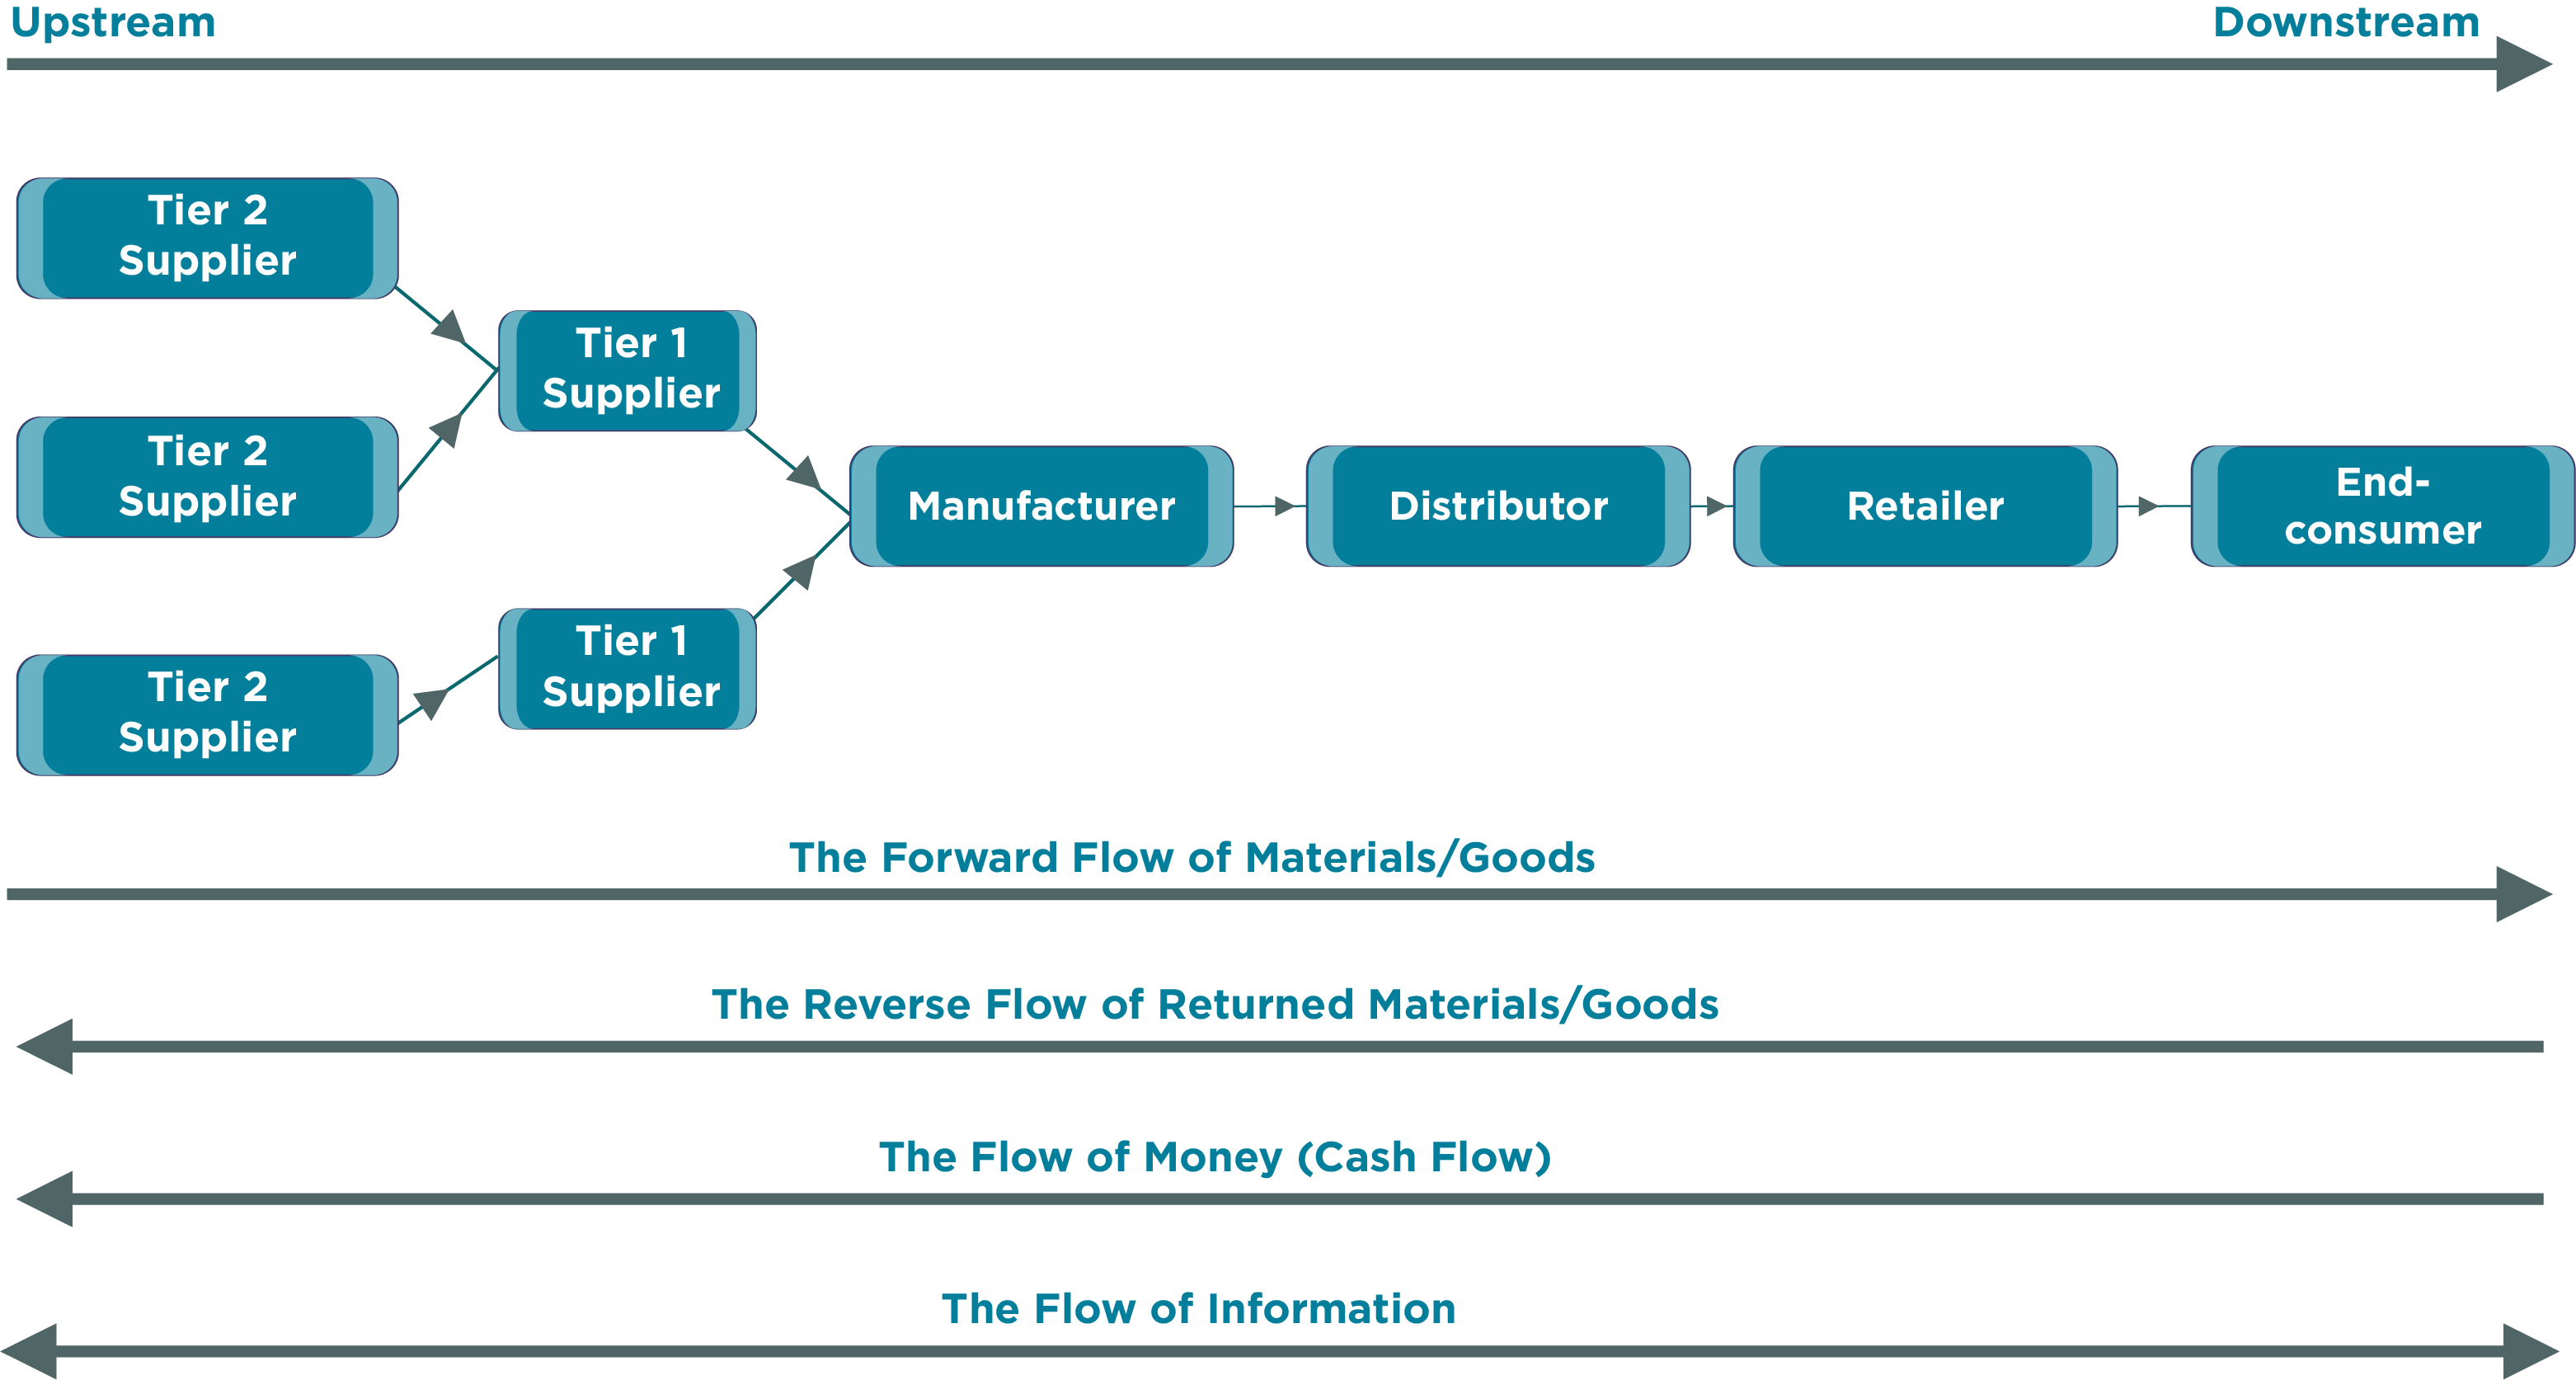 Upstream
Downstream
Tier 2
Supplier
Tier 1
Supplier
Tier 2
Supplier
Manufacturer
Distributor
Retailer
End-
consumer
Tier 1
Supplier
Tier 2
Supplier
The Forward Flow of Materials/Goods
The Reverse Flow of Returned Materials/Goods
The Flow of Money (Cash Flow)
The Flow of Information